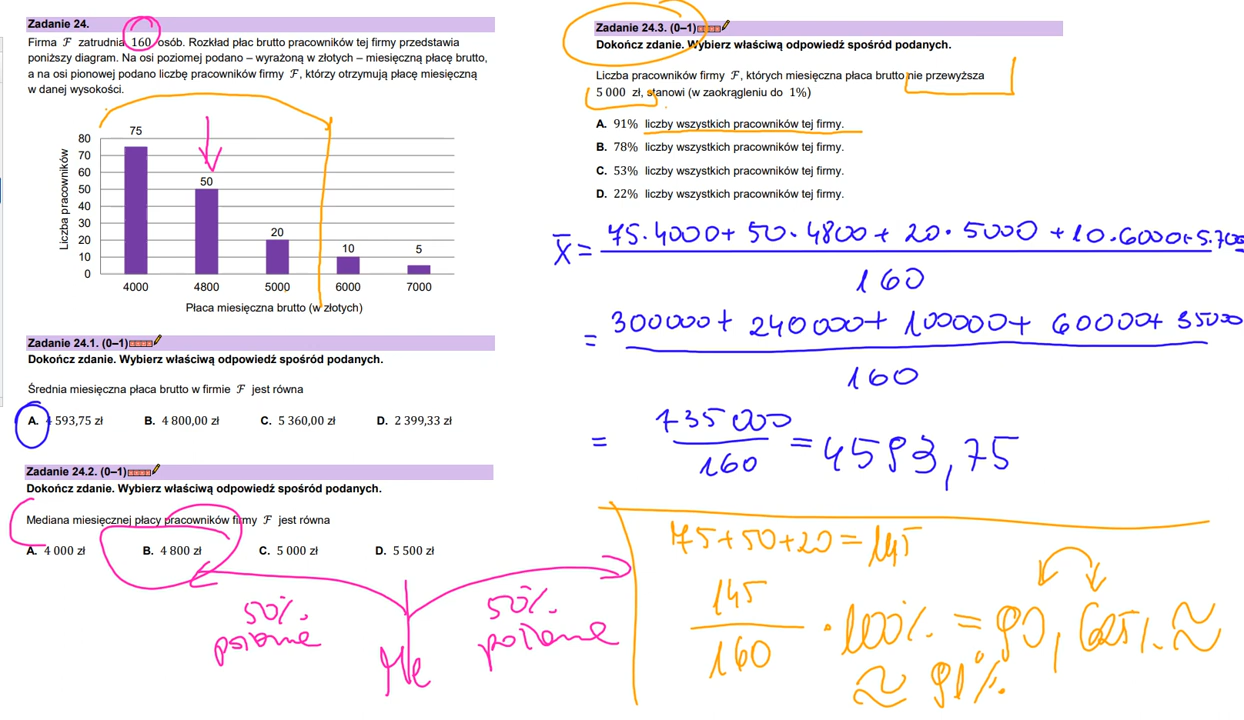 Zadanie 24.
Firma ℱ zatrudnia 160 osób. Rozkład płac brutto pracowników tej firmy przedstawia
poniższy diagram. Na osi poziomej podano – wyrażoną w złotych – miesięczną płacę brutto,
a na osi pionowej podano liczbę pracowników firmy ℱ, którzy otrzymują płacę miesięczną
w danej wysokości.
Liczba pracowników
80
70
60
50
40
30
20
10
0
75
50
20
10
5
4000 4800 5000 6000 7000
Płaca miesięczna brutto (w złotych)
Zadanie 24.1. (0–1)
Dokończ zdanie. Wybierz właściwą odpowiedź spośród podanych.
Średnia miesięczna płaca brutto w firmie ℱ jest równa
A. 4 593,75 zł B. 4 800,00 zł C. 5 360,00 zł D. 2 399,33 zł
Zadanie 24.2. (0–1)
Dokończ zdanie. Wybierz właściwą odpowiedź spośród podanych.
Mediana miesięcznej płacy pracowników firmy ℱ jest równa
A. 4 000 zł B. 4 800 zł C. 5 000 zł D. 5 500 zł
50%
50%
Me
Zadanie 24.3. (0–1)
Dokończ zdanie. Wybierz właściwą odpowiedź spośród podanych.
Liczba pracowników firmy ℱ, których miesięczna płaca brutto nie przewyższa
5 000 zł, stanowi (w zaokrągleniu do 1%)
A. 91% liczby wszystkich pracowników tej firmy.
B. 78% liczby wszystkich pracowników tej firmy.
C. 53% liczby wszystkich pracowników tej firmy.
D. 22% liczby wszystkich pracowników tej firmy.
x̄ = 75·4000+ 50·4800 + 20·5000 +10·6000+5·7000
160
= 300000+ 240000+ 100000+ 60000+ 35000
160
= 735000
160
= 4593,75
75+50+20=145
145
160
·100% = 90,625% ≈
≈ 91%